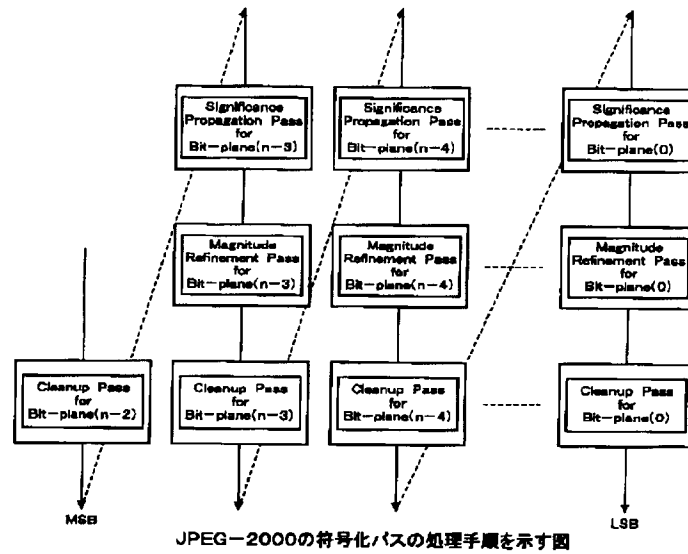 Significance
Propagation Pass
for
Bit-plane(n-3)
Significance
Propagation Pass
for
Bit-plane(n-4)
Significance
Propagation Pass
for
Bit-plane(0)
Magnitude
Refinement Pass
for
Bit-plane(n-3)
Magnitude
Refinement Pass
for
Bit-plane(n-4)
Magnitude
Refinement Pass
for
Bit-plane(0)
Cleanup Pass
for
Bit-plane(n-2)
Cleanup Pass
for
Bit-plane(n-3)
Cleanup Pass
for
Bit-plane(n-4)
Cleanup Pass
for
Bit-plane(0)
MSB
LSB
JPEG-2000の符号化パスの処理手順を示す図